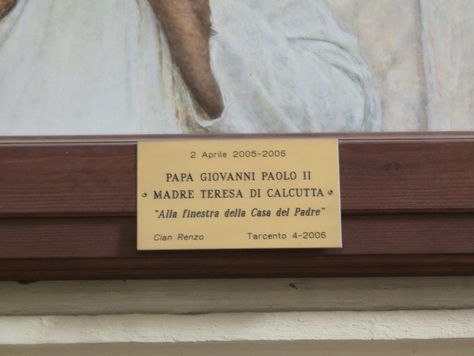 2 Aprile 2005-2006
PAPA GIOVANNI PAOLO II
MADRE TERESA DI CALCUTTA
"Alla finestra della Casa del Padre"
Cian Renzo Tarcento 4-2006